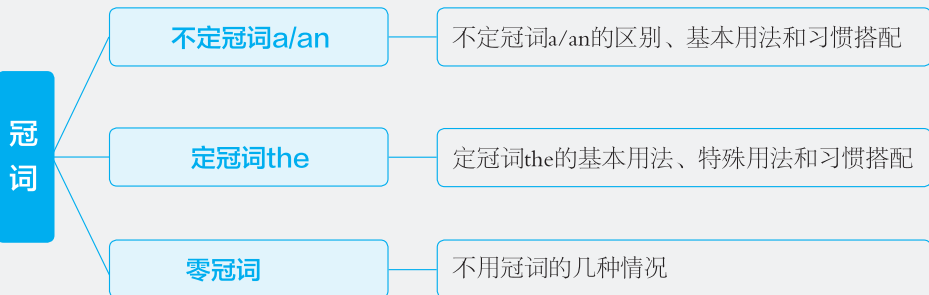 冠词
不定冠词a/an
不定冠词a/an的区别、基本用法和习惯搭配
定冠词the
定冠词the的基本用法、特殊用法和习惯搭配
零冠词
不用冠词的几种情况